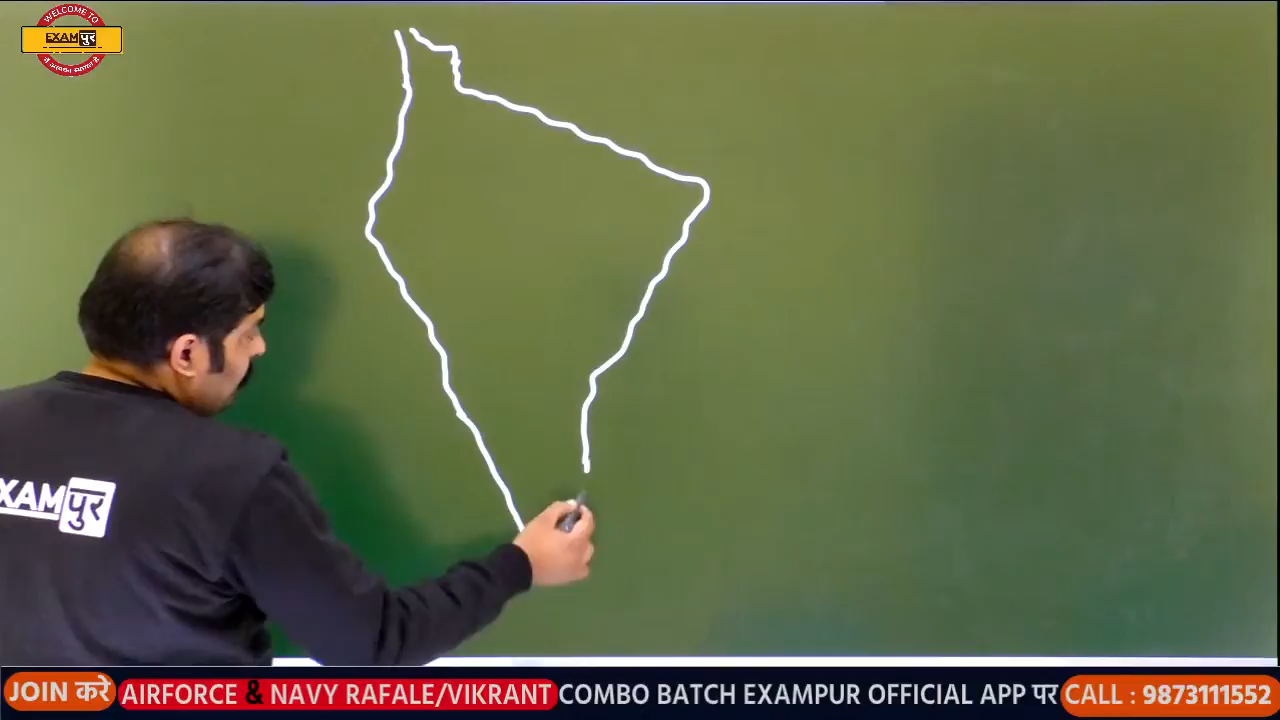 WELCOME TO
EXAMपुर
EXAMपुर
JOIN करे AIRFORCE & NAVY RAFALE/VIKRANT COMBO BATCH EXAMPUR OFFICIAL APP पर CALL : 9873111552